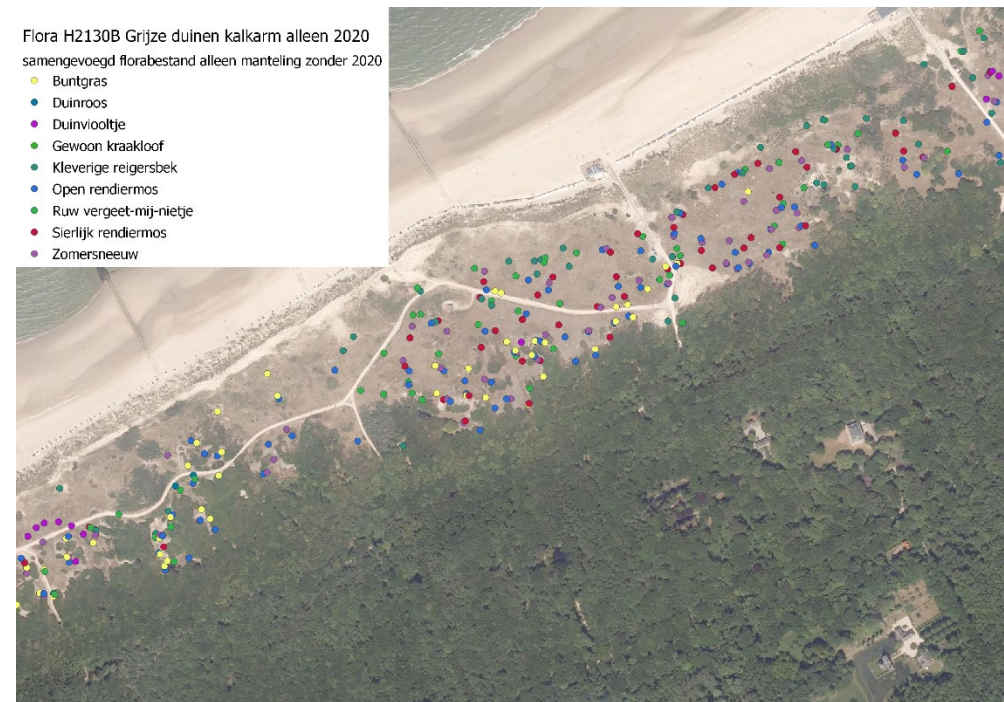 Flora H2130B Grijze duinen kalkarm alleen 2020
samengevoegd florabestand alleen manteling zonder 2020
Buntgras
Duinroos
Duinviooltje
Gewoon kraakloof
Kleverige reigersbek
Open rendiermos
Ruw vergeet-mij-nietje
Sierlijk rendiermos
Zomersneeuw